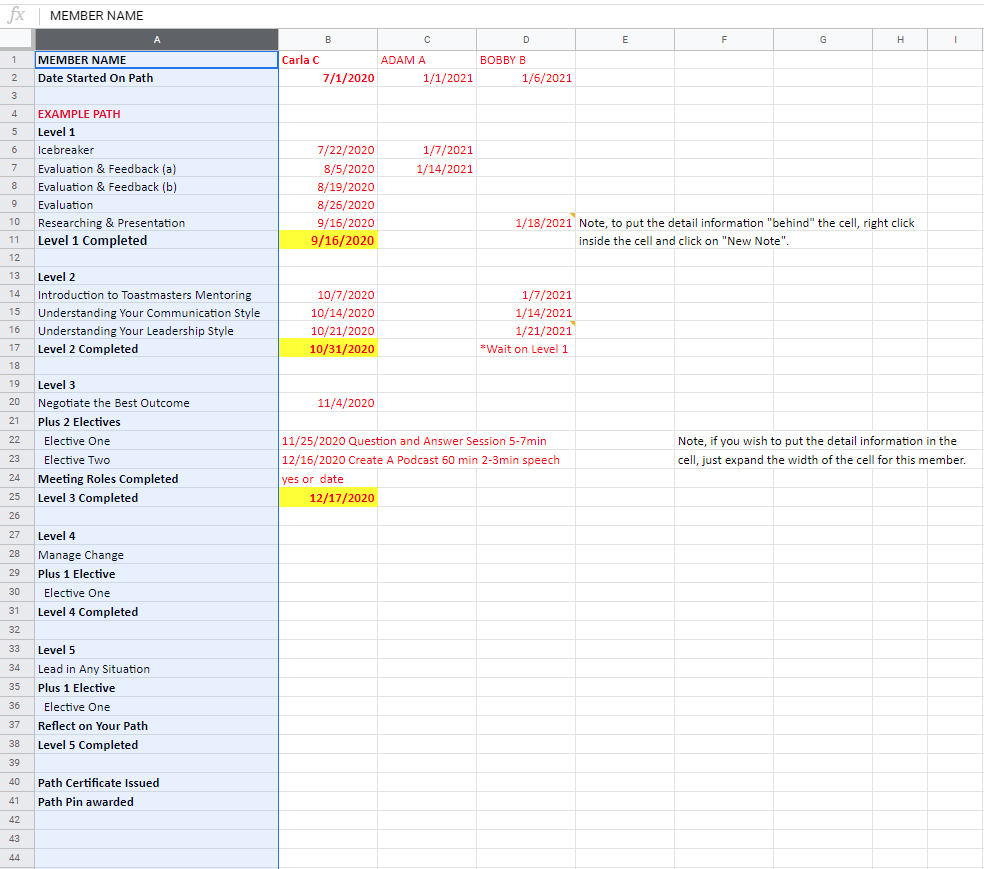 fx MEMBER NAME
A B C D E F G H I
1 MEMBER NAME Carla C ADAM A BOBBY B
2 Date Started On Path 7/1/2020 1/1/2021 1/6/2021
3
4 EXAMPLE PATH
5 Level 1
6 Icebreaker 7/22/2020 1/7/2021
7 Evaluation & Feedback (a) 8/5/2020 1/14/2021
8 Evaluation & Feedback (b) 8/19/2020
9 Evaluation 8/26/2020
10 Researching & Presentation 9/16/2020 1/18/2021 Note, to put the detail information "behind" the cell, right click
11 Level 1 Completed 9/16/2020 inside the cell and click on "New Note".
12
13 Level 2
14 Introduction to Toastmasters Mentoring 10/7/2020 1/7/2021
15 Understanding Your Communication Style 10/14/2020 1/14/2021
16 Understanding Your Leadership Style 10/21/2020 1/21/2021
17 Level 2 Completed 10/31/2020 *Wait on Level 1
18
19 Level 3
20 Negotiate the Best Outcome 11/4/2020
21 Plus 2 Electives
22 Elective One 11/25/2020 Question and Answer Session 5-7min Note, if you wish to put the detail information in the
23 Elective Two 12/16/2020 Create A Podcast 60 min 2-3min speech cell, just expand the width of the cell for this member.
24 Meeting Roles Completed yes or date
25 Level 3 Completed 12/17/2020
26
27 Level 4
28 Manage Change
29 Plus 1 Elective
30 Elective One
31 Level 4 Completed
32
33 Level 5
34 Lead in Any Situation
35 Plus 1 Elective
36 Elective One
37 Reflect on Your Path
38 Level 5 Completed
39
40 Path Certificate Issued
41 Path Pin awarded
42
43
44